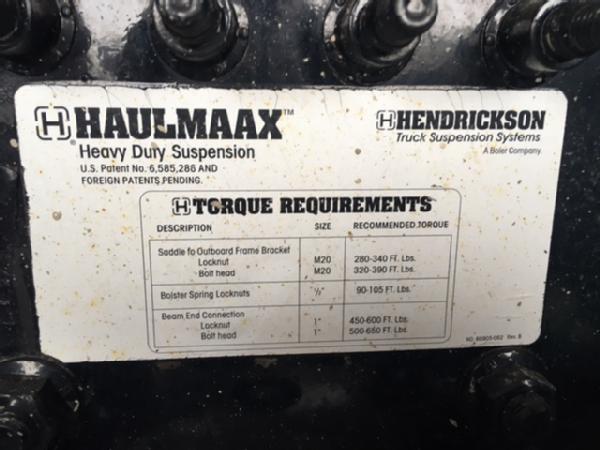 HAULMAAX™
Heavy Duty Suspension
U.S. Patent No. 6,585,286 AND
FOREIGN PATENTS PENDING.
HENDRICKSON
Truck Suspension Systems
A Boler Company
TORQUE REQUIREMENTS
DESCRIPTION SIZE RECOMMENDED TORQUE
Saddle to Outboard Frame Bracket
Locknut M20 280-340 FT. Lbs.
Bolt head M20 320-390 FT. Lbs.
Bolster Spring Locknuts ½" 90-105 FT. Lbs.
Beam End Connection
Locknut 1" 450-600 FT. Lbs.
Bolt head 1" 500-660 FT. Lbs.
Rev. B